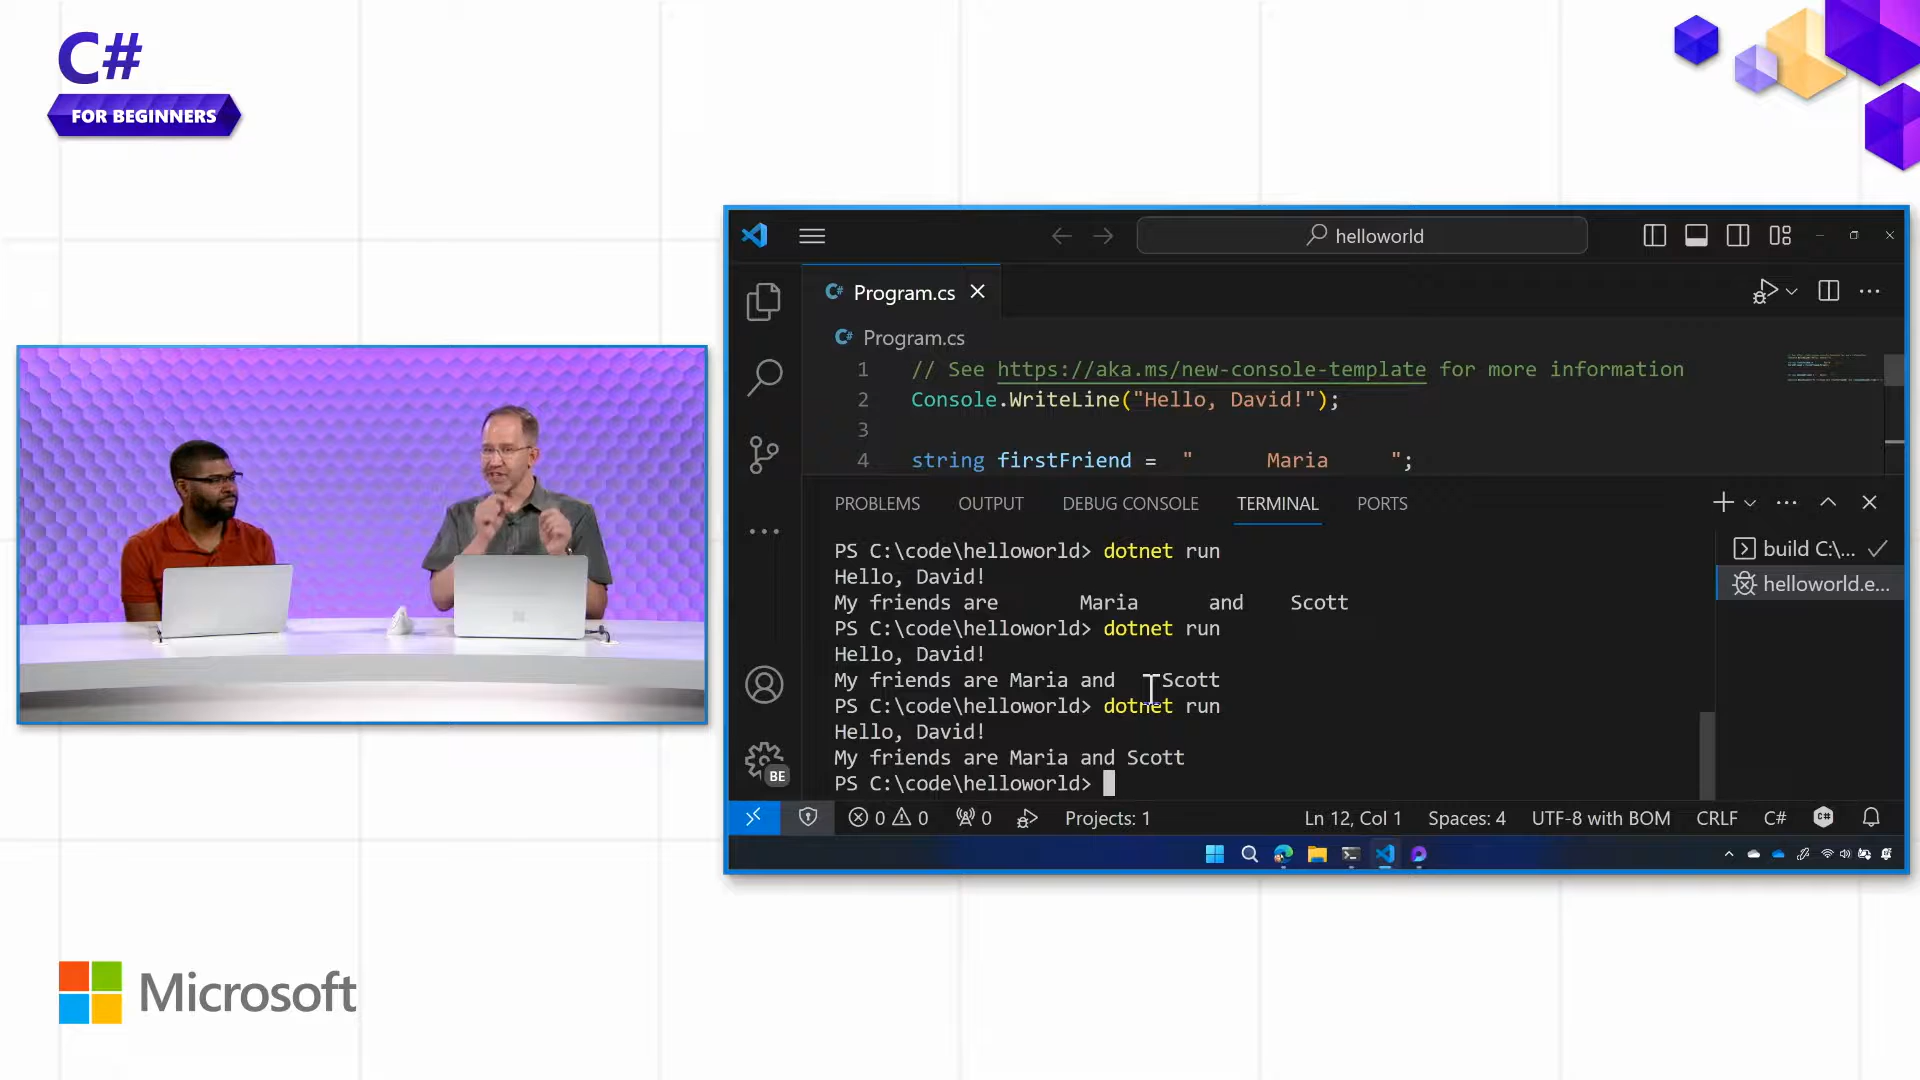 C#
FOR BEGINNERS
helloworld
Program.cs
Program.cs
1 // See https://aka.ms/new-console-template for more information
2 Console.WriteLine("Hello, David!");
3
4 string firstFriend = "      Maria     ";
PROBLEMS OUTPUT DEBUG CONSOLE TERMINAL PORTS
PS C:\code\helloworld> dotnet run
Hello, David!
My friends are       Maria      and    Scott
PS C:\code\helloworld> dotnet run
Hello, David!
My friends are Maria and    Scott
PS C:\code\helloworld> dotnet run
Hello, David!
My friends are Maria and Scott
PS C:\code\helloworld>
build C:\...
helloworld.e...
BE
0 0 0 Projects: 1 Ln 12, Col 1 Spaces: 4 UTF-8 with BOM CRLF C#
Microsoft